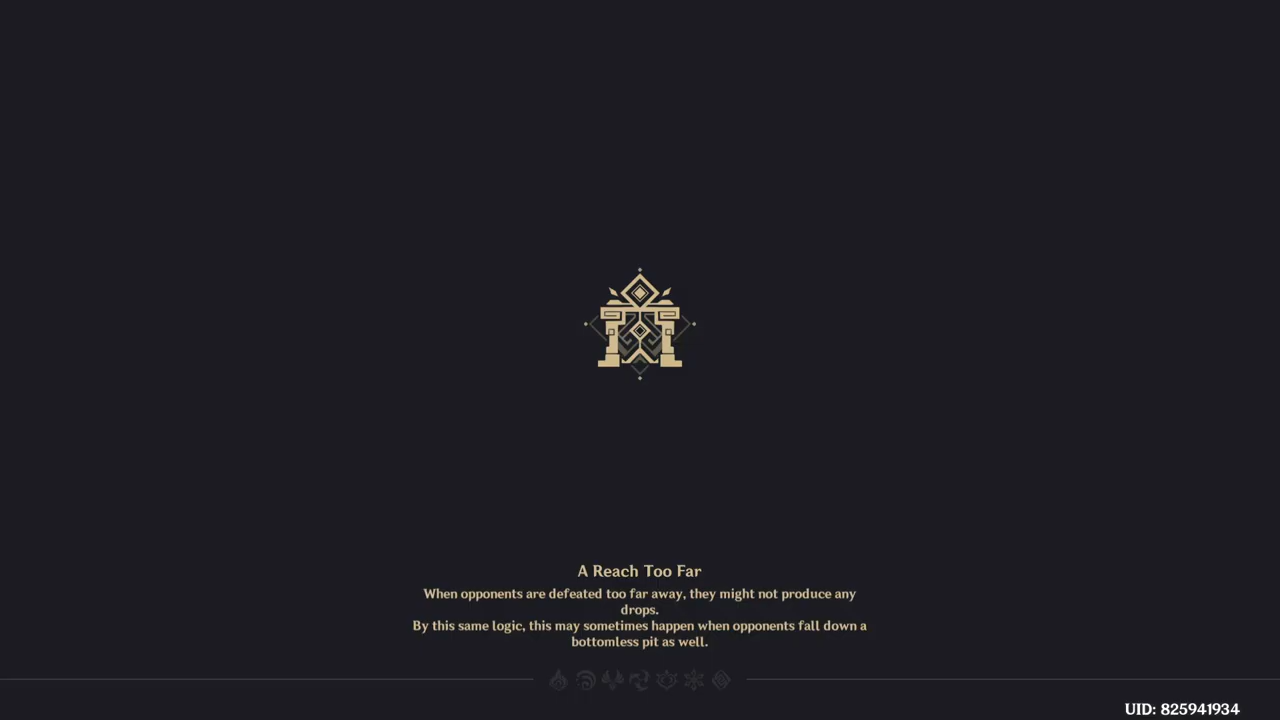 A Reach Too Far
When opponents are defeated too far away, they might not produce any
drops.
By this same logic, this may sometimes happen when opponents fall down a
bottomless pit as well.
UID: 825941934